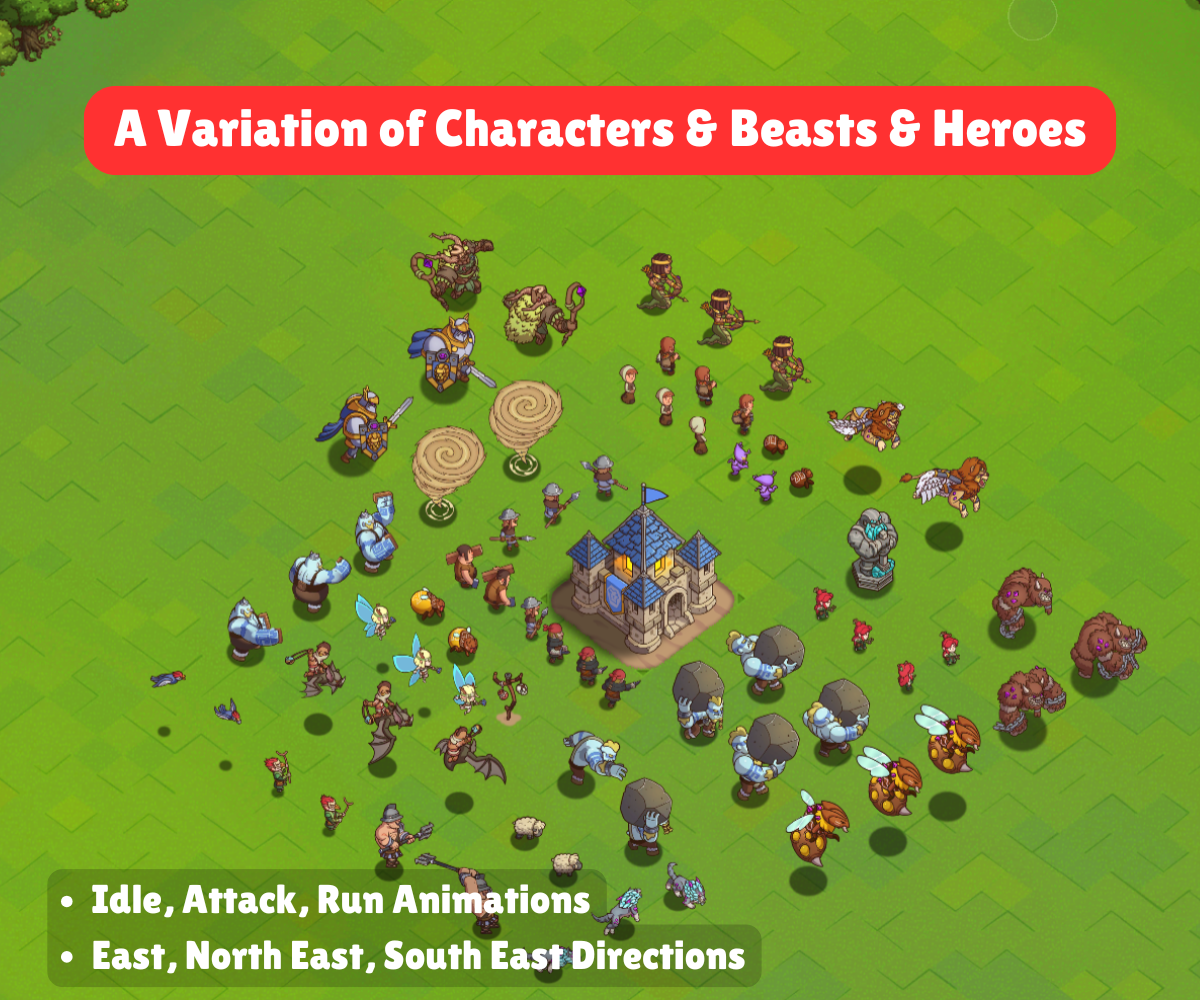 A Variation of Characters & Beasts & Heroes
• Idle, Attack, Run Animations
• East, North East, South East Directions